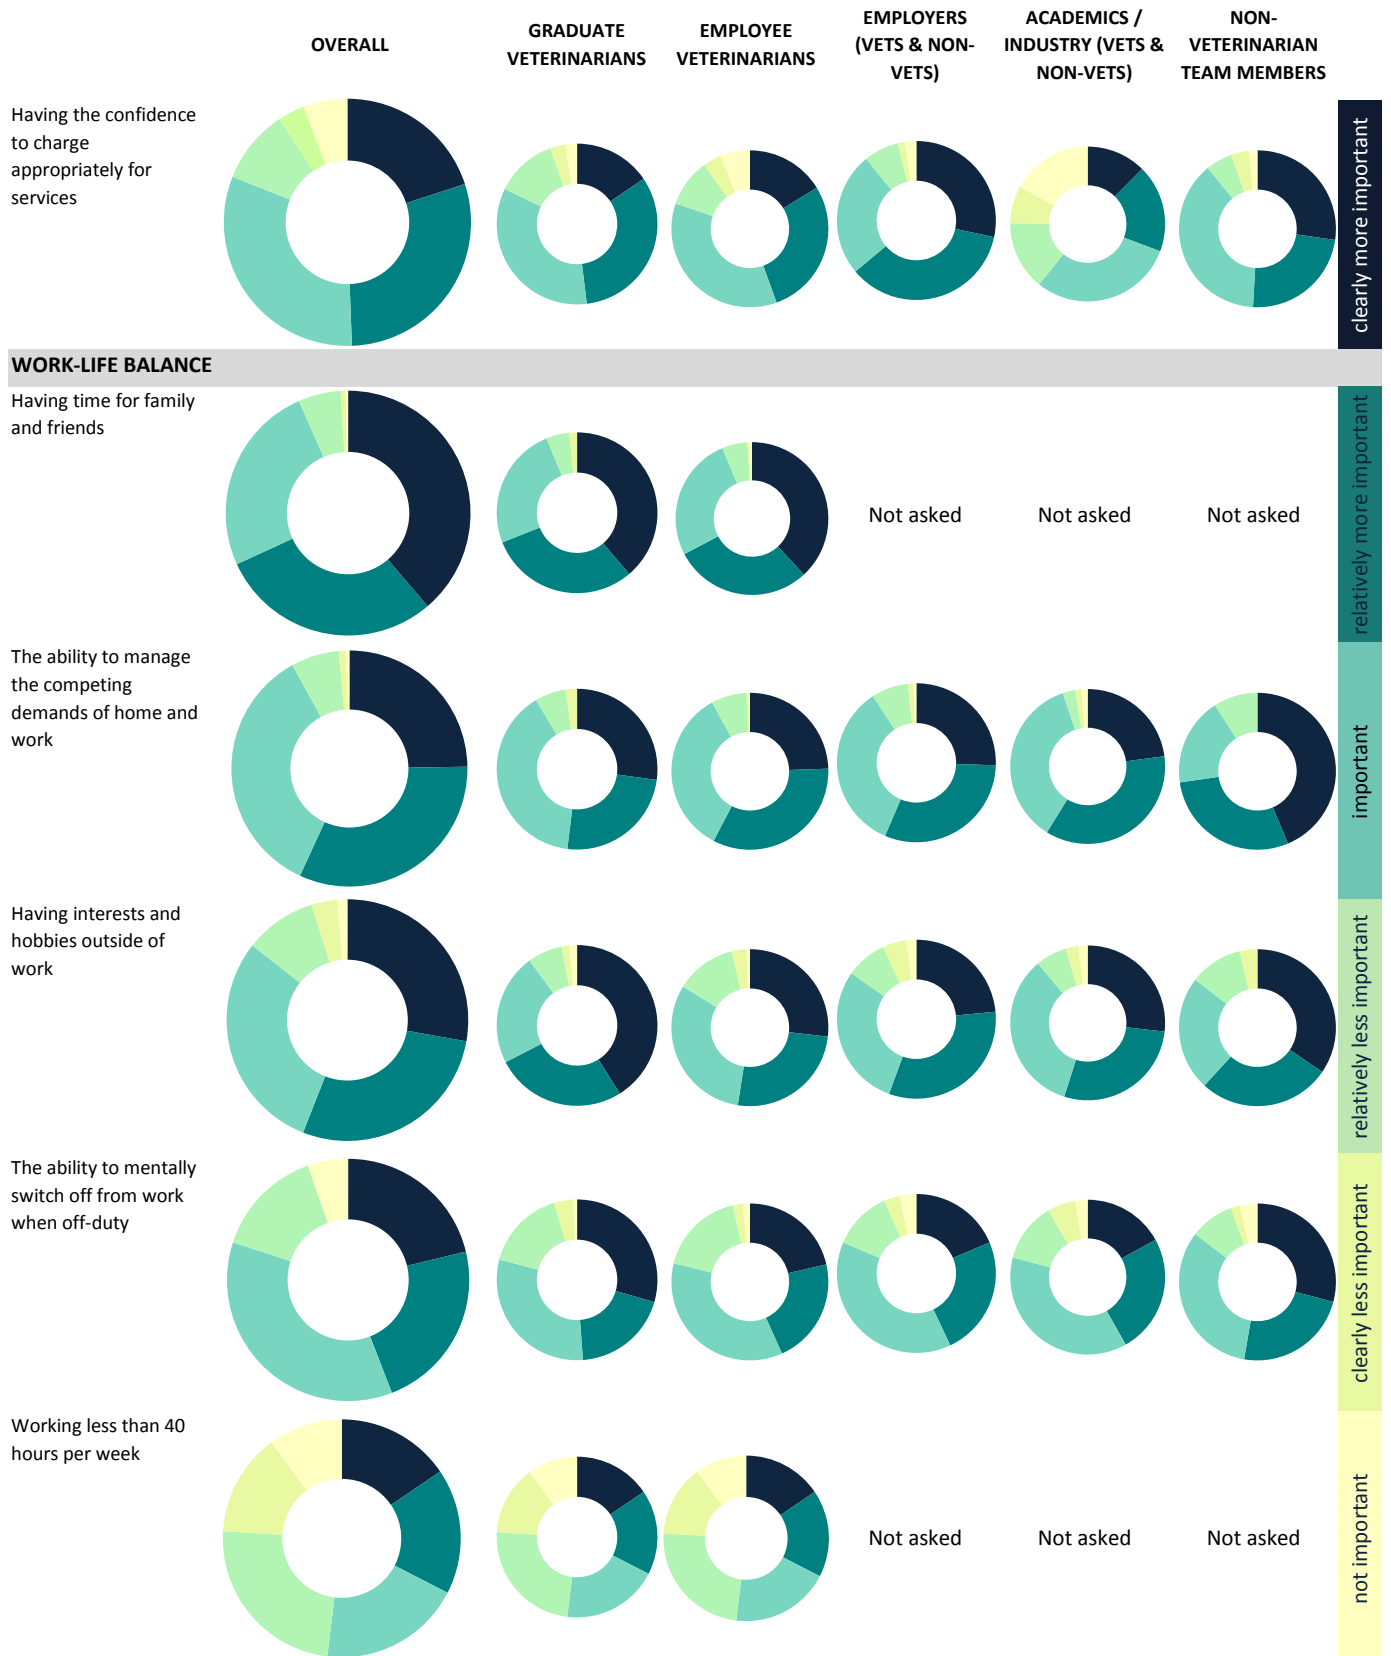 OVERALL
GRADUATE
VETERINARIANS
EMPLOYEE
VETERINARIANS
EMPLOYERS
(VETS & NON-
VETS)
ACADEMICS /
INDUSTRY (VETS &
NON-VETS)
NON-
VETERINARIAN
TEAM MEMBERS
Having the confidence
to charge
appropriately for
services
clearly more important
WORK-LIFE BALANCE
Having time for family
and friends
Not asked
Not asked
Not asked
relatively more important
The ability to manage
the competing
demands of home and
work
important
Having interests and
hobbies outside of
work
relatively less important
The ability to mentally
switch off from work
when off-duty
clearly less important
Working less than 40
hours per week
Not asked
Not asked
Not asked
not important